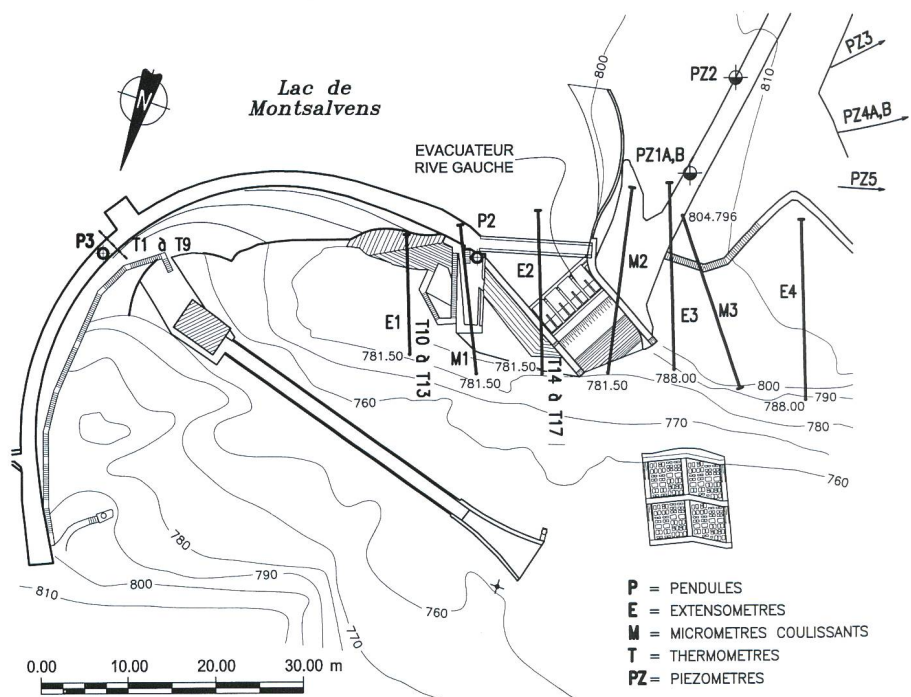 N
Lac de
Montsalvens
EVACUATEUR
RIVE GAUCHE
800
810
PZ2
PZ3
PZ4A,B
PZ5
PZ1A,B
804.796
P3
T1 à T9
P2
E2
M2
E1
E3
M3
E4
T10 à T13
M1
T14 à T17
781.50
781.50
781.50
781.50
788.00
788.00
800
790
780
770
760
760
780
790
800
810
770
760
P = PENDULES
E = EXTENSOMETRES
M = MICROMETRES COULISSANTS
T = THERMOMETRES
PZ = PIEZOMETRES
0.00 10.00 20.00 30.00 m